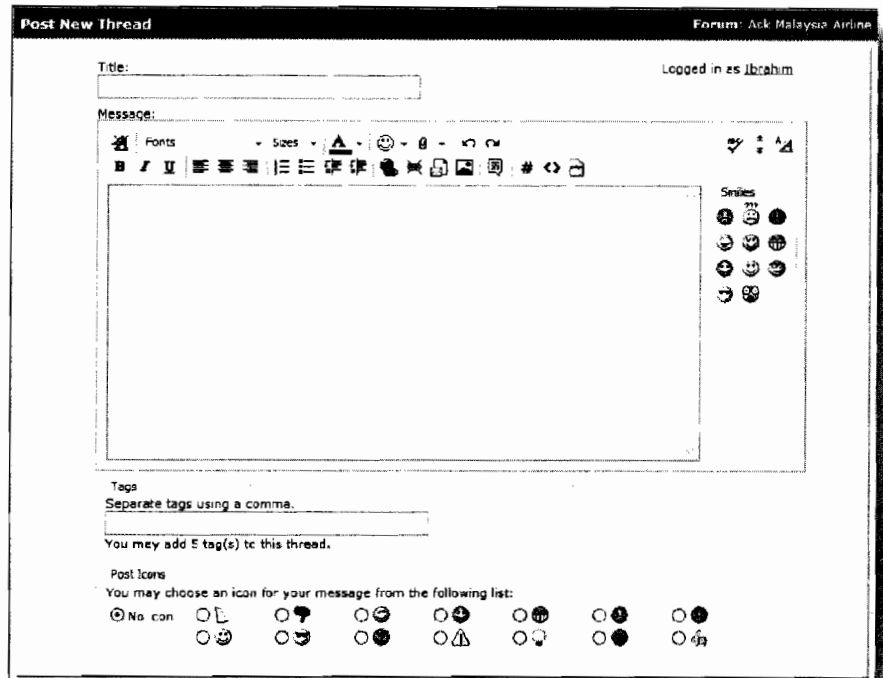 Post New Thread Forum: Ask Malaysia Airline
Title: Logged in as Ibrahim
Message:
Fonts Sizes A
B I U # <>
Smilies
Tags
Separate tags using a comma.
You may add 5 tag(s) to this thread.
Post Icons
You may choose an icon for your message from the following list:
No icon